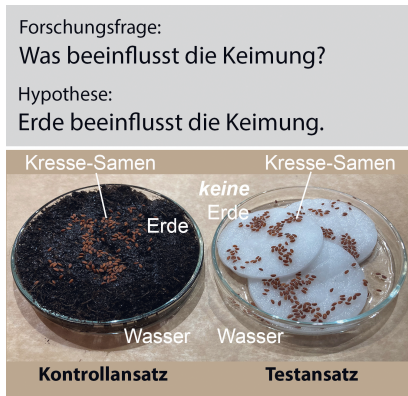 Forschungsfrage:
Was beeinflusst die Keimung?
Hypothese:
Erde beeinflusst die Keimung.
Kresse-Samen
Erde
Wasser
Kresse-Samen
keine
Erde
Wasser
Kontrollansatz
Testansatz